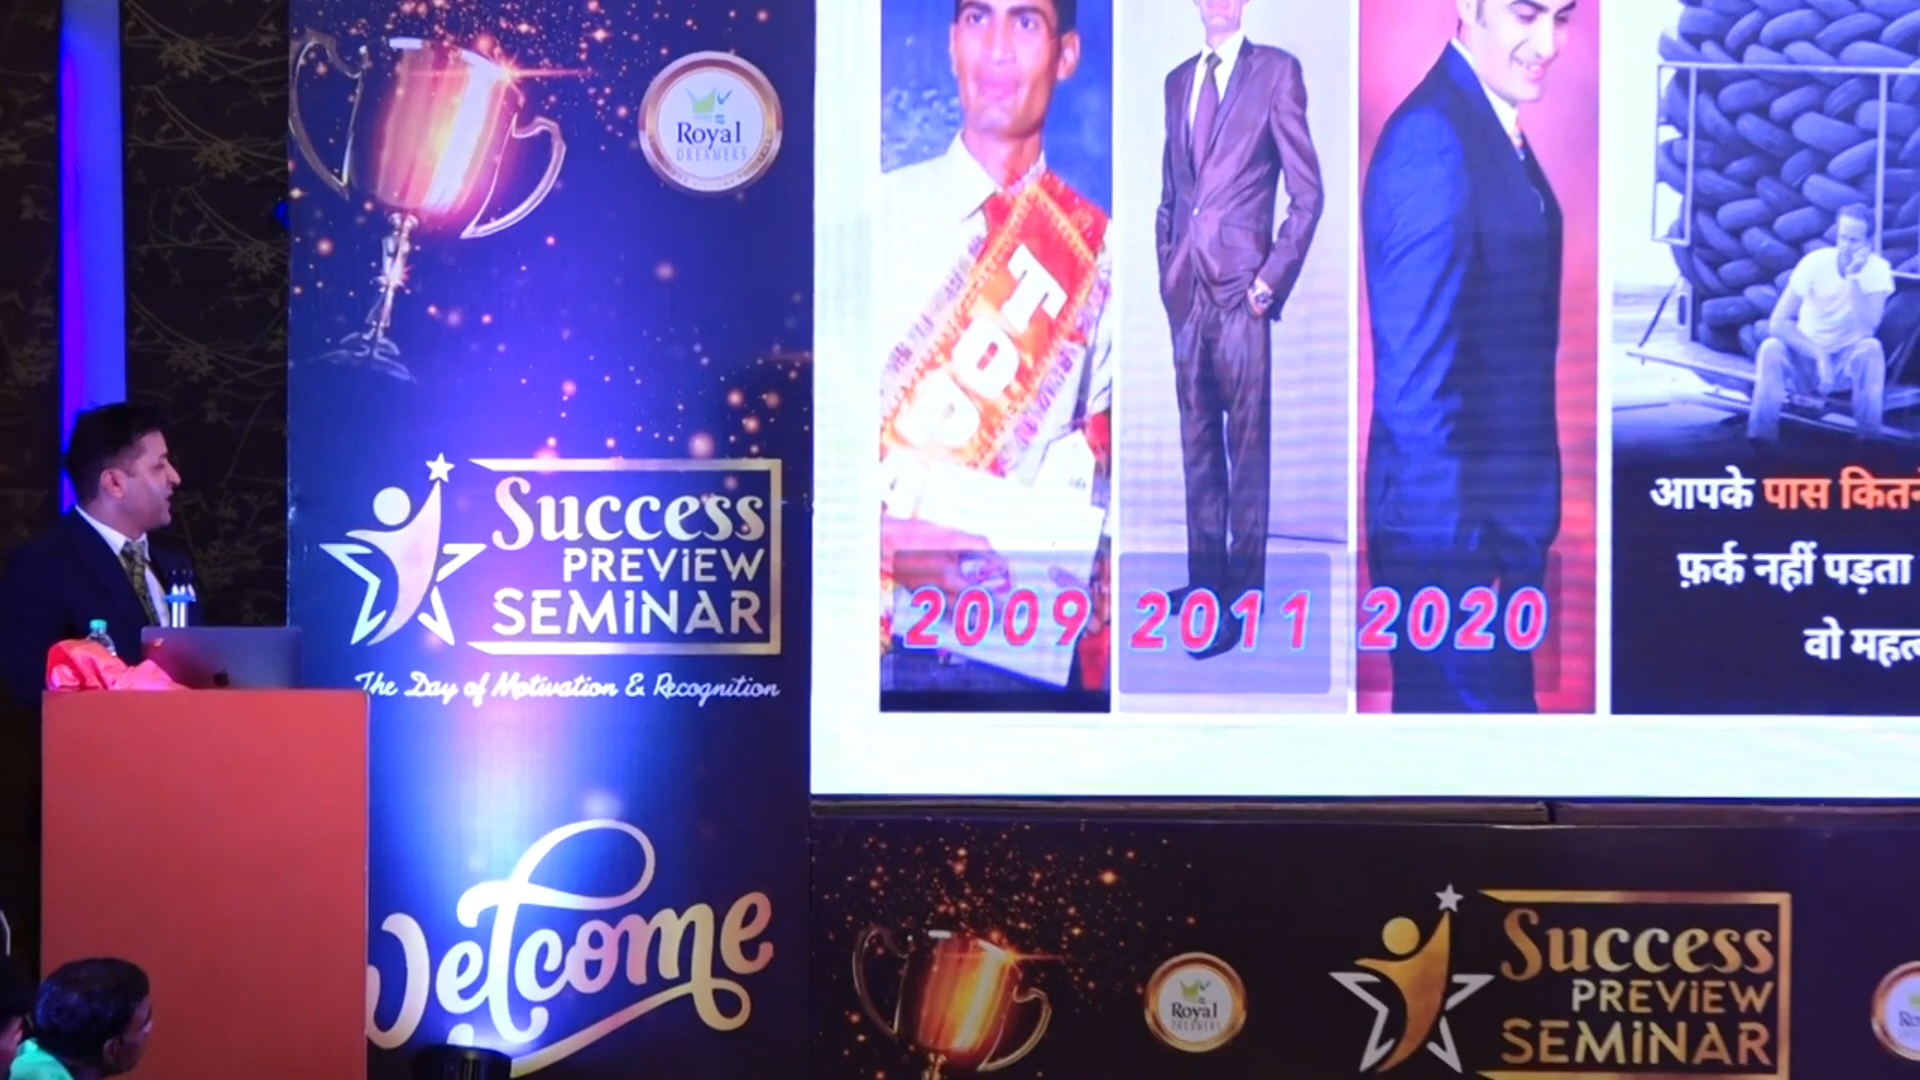 Royal
DREAMERS
Success
PREVIEW
SEMINAR
The Day of Motivation & Recognition
Welcome
2009
2011
2020
आपके पास
फ़र्क नहीं पड़ता
वो
Royal
DREAMERS
Success
PREVIEW
SEMINAR